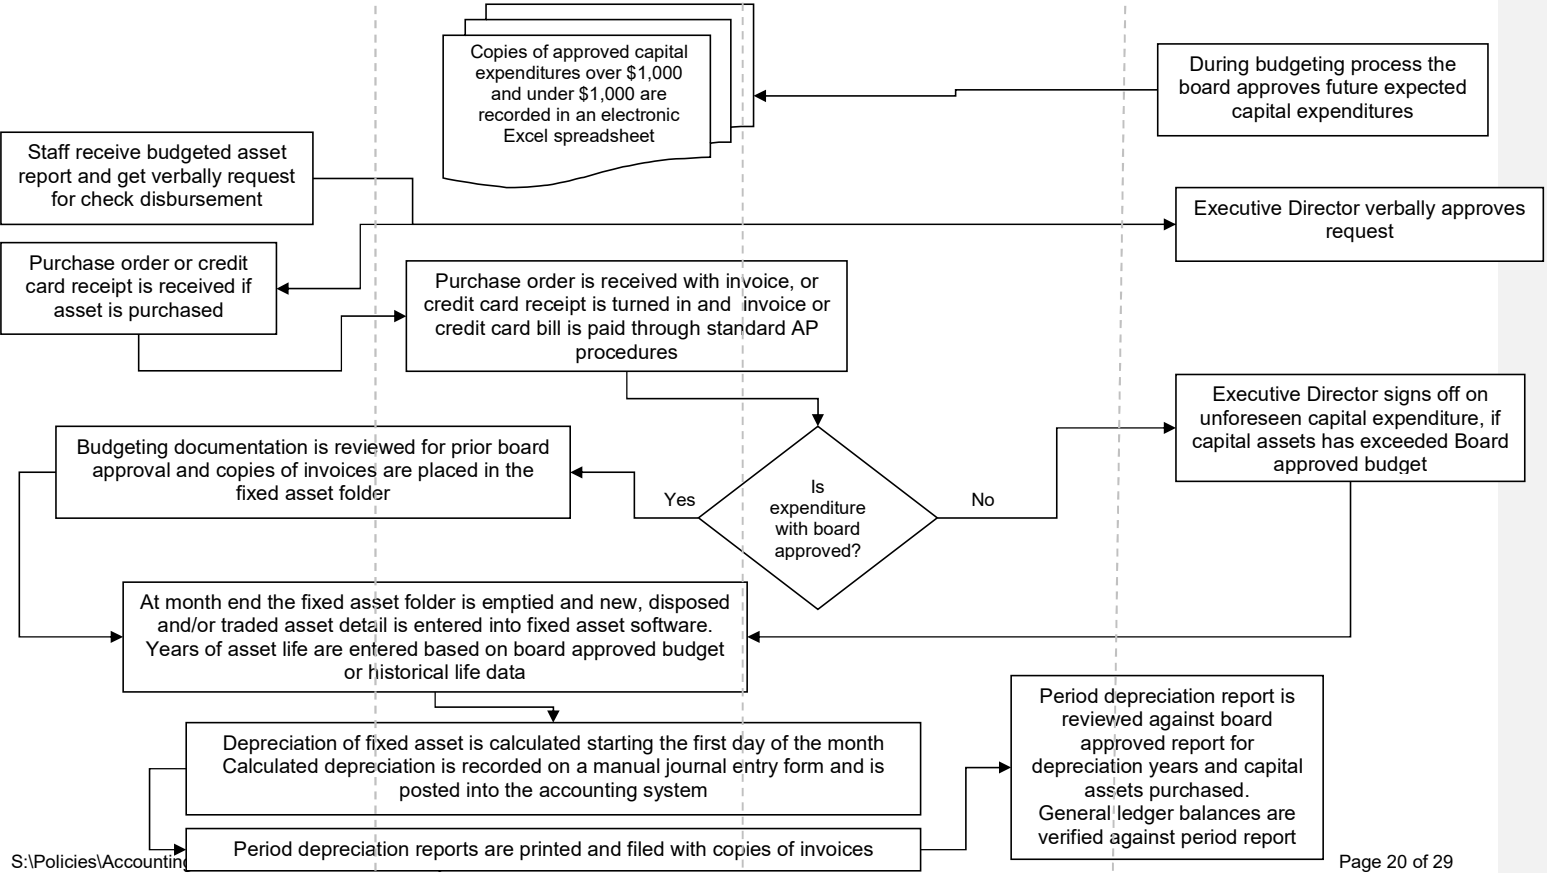 Copies of approved capital
expenditures over $1,000
and under $1,000 are
recorded in an electronic
Excel spreadsheet
During budgeting process the
board approves future expected
capital expenditures
Staff receive budgeted asset
report and get verbally request
for check disbursement
Executive Director verbally approves
request
Purchase order or credit
card receipt is received if
asset is purchased
Purchase order is received with invoice, or
credit card receipt is turned in and invoice or
credit card bill is paid through standard AP
procedures
Executive Director signs off on
unforeseen capital expenditure, if
capital assets has exceeded Board
approved budget
Budgeting documentation is reviewed for prior board
approval and copies of invoices are placed in the
fixed asset folder
Yes
Is
expenditure
with board
approved?
No
At month end the fixed asset folder is emptied and new, disposed
and/or traded asset detail is entered into fixed asset software.
Years of asset life are entered based on board approved budget
or historical life data
Depreciation of fixed asset is calculated starting the first day of the month
Calculated depreciation is recorded on a manual journal entry form and is
posted into the accounting system
Period depreciation report is
reviewed against board
approved report for
depreciation years and capital
assets purchased.
General ledger balances are
verified against period report
Period depreciation reports are printed and filed with copies of invoices
S:\Policies\Accounting
Page 20 of 29